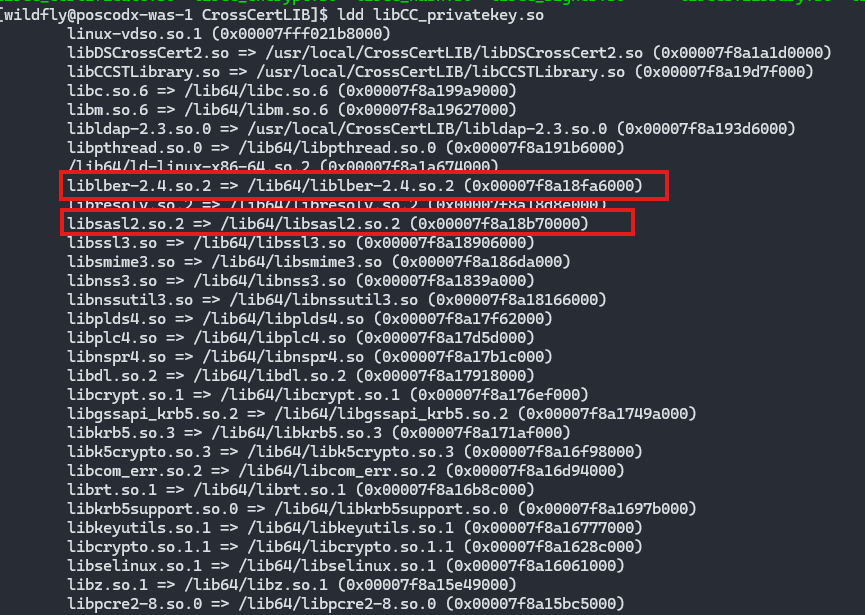 [wildfly@poscodx-was-1 CrossCertLIB]$ ldd libCC_privatekey.so
linux-vdso.so.1 (0x00007fff021b8000)
libDSCrossCert2.so => /usr/local/CrossCertLIB/libDSCrossCert2.so (0x00007f8a1a1d0000)
libCCSTLibrary.so => /usr/local/CrossCertLIB/libCCSTLibrary.so (0x00007f8a19d7f000)
libc.so.6 => /lib64/libc.so.6 (0x00007f8a199a9000)
libm.so.6 => /lib64/libm.so.6 (0x00007f8a19627000)
libldap-2.3.so.0 => /usr/local/CrossCertLIB/libldap-2.3.so.0 (0x00007f8a193d6000)
libpthread.so.0 => /lib64/libpthread.so.0 (0x00007f8a191b6000)
/lib64/ld-linux-x86-64.so.2 (0x00007f8a1a674000)
liblber-2.4.so.2 => /lib64/liblber-2.4.so.2 (0x00007f8a18fa6000)
libresolv.so.2 => /lib64/libresolv.so.2 (0x00007f8a18d8e000)
libsasl2.so.2 => /lib64/libsasl2.so.2 (0x00007f8a18b70000)
libssl3.so => /lib64/libssl3.so (0x00007f8a18906000)
libsmime3.so => /lib64/libsmime3.so (0x00007f8a186da000)
libnss3.so => /lib64/libnss3.so (0x00007f8a1839a000)
libnssutil3.so => /lib64/libnssutil3.so (0x00007f8a18166000)
libplds4.so => /lib64/libplds4.so (0x00007f8a17f62000)
libplc4.so => /lib64/libplc4.so (0x00007f8a17d5d000)
libnspr4.so => /lib64/libnspr4.so (0x00007f8a17b1c000)
libdl.so.2 => /lib64/libdl.so.2 (0x00007f8a17918000)
libcrypt.so.1 => /lib64/libcrypt.so.1 (0x00007f8a176ef000)
libgssapi_krb5.so.2 => /lib64/libgssapi_krb5.so.2 (0x00007f8a1749a000)
libkrb5.so.3 => /lib64/libkrb5.so.3 (0x00007f8a171af000)
libk5crypto.so.3 => /lib64/libk5crypto.so.3 (0x00007f8a16f98000)
libcom_err.so.2 => /lib64/libcom_err.so.2 (0x00007f8a16d94000)
librt.so.1 => /lib64/librt.so.1 (0x00007f8a16b8c000)
libkrb5support.so.0 => /lib64/libkrb5support.so.0 (0x00007f8a1697b000)
libkeyutils.so.1 => /lib64/libkeyutils.so.1 (0x00007f8a16777000)
libcrypto.so.1.1 => /lib64/libcrypto.so.1.1 (0x00007f8a1628c000)
libselinux.so.1 => /lib64/libselinux.so.1 (0x00007f8a16061000)
libz.so.1 => /lib64/libz.so.1 (0x00007f8a15e49000)
libpcre2-8.so.0 => /lib64/libpcre2-8.so.0 (0x00007f8a15bc5000)